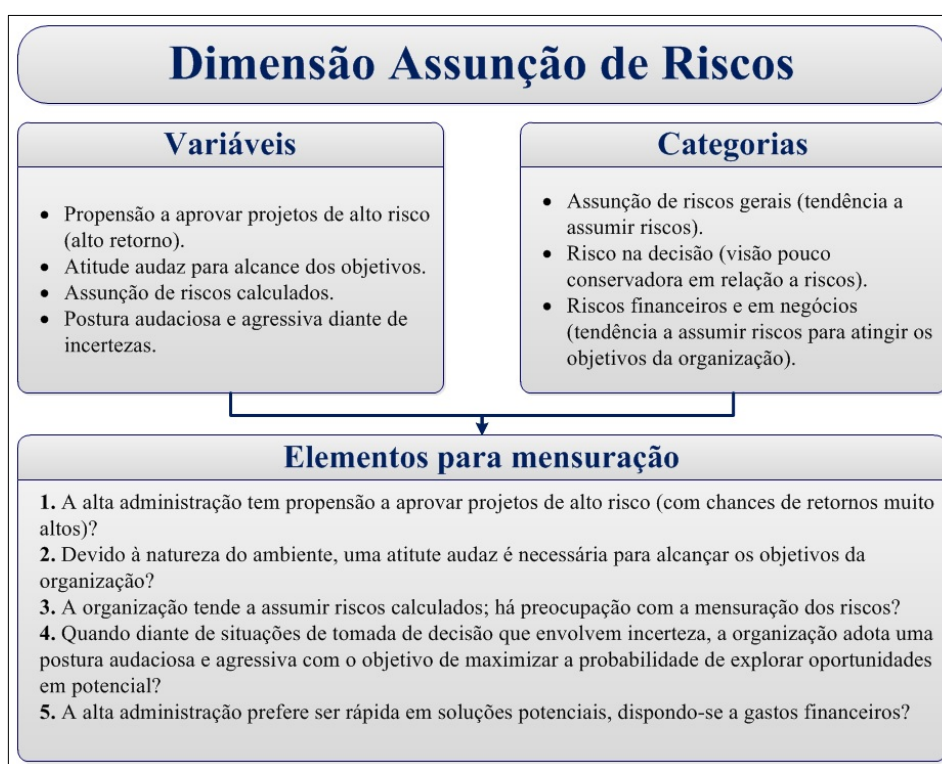 Dimensão Assunção de Riscos
Variáveis
• Propensão a aprovar projetos de alto risco
(alto retorno).
• Atitude audaz para alcance dos objetivos.
• Assunção de riscos calculados.
• Postura audaciosa e agressiva diante de
incertezas.
Categorias
• Assunção de riscos gerais (tendência a
assumir riscos).
• Risco na decisão (visão pouco
conservadora em relação a riscos).
• Riscos financeiros e em negócios
(tendência a assumir riscos para atingir os
objetivos da organização).
Elementos para mensuração
1. A alta administração tem propensão a aprovar projetos de alto risco (com chances de retornos muito
altos)?
2. Devido à natureza do ambiente, uma atitute audaz é necessária para alcançar os objetivos da
organização?
3. A organização tende a assumir riscos calculados; há preocupação com a mensuração dos riscos?
4. Quando diante de situações de tomada de decisão que envolvem incerteza, a organização adota uma
postura audaciosa e agressiva com o objetivo de maximizar a probabilidade de explorar oportunidades
em potencial?
5. A alta administração prefere ser rápida em soluções potenciais, dispondo-se a gastos financeiros?